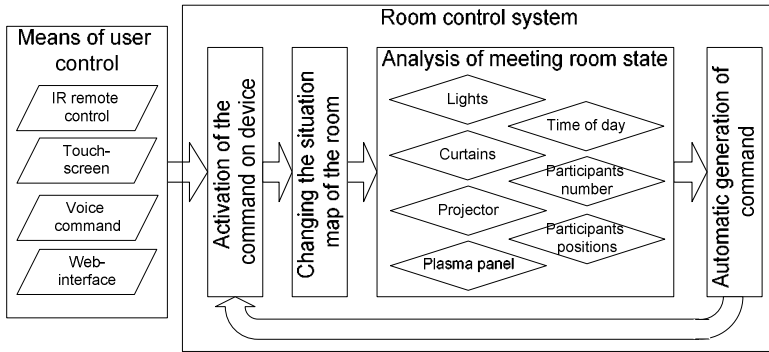 Room control system
Means of user
control
IR remote
control
Touch-
screen
Voice
command
Web-
interface
Activation of the
command on device
Changing the situation
map of the room
Analysis of meeting room state
Lights
Time of day
Curtains
Participants
number
Projector
Participants
positions
Plasma panel
Automatic generation of
command